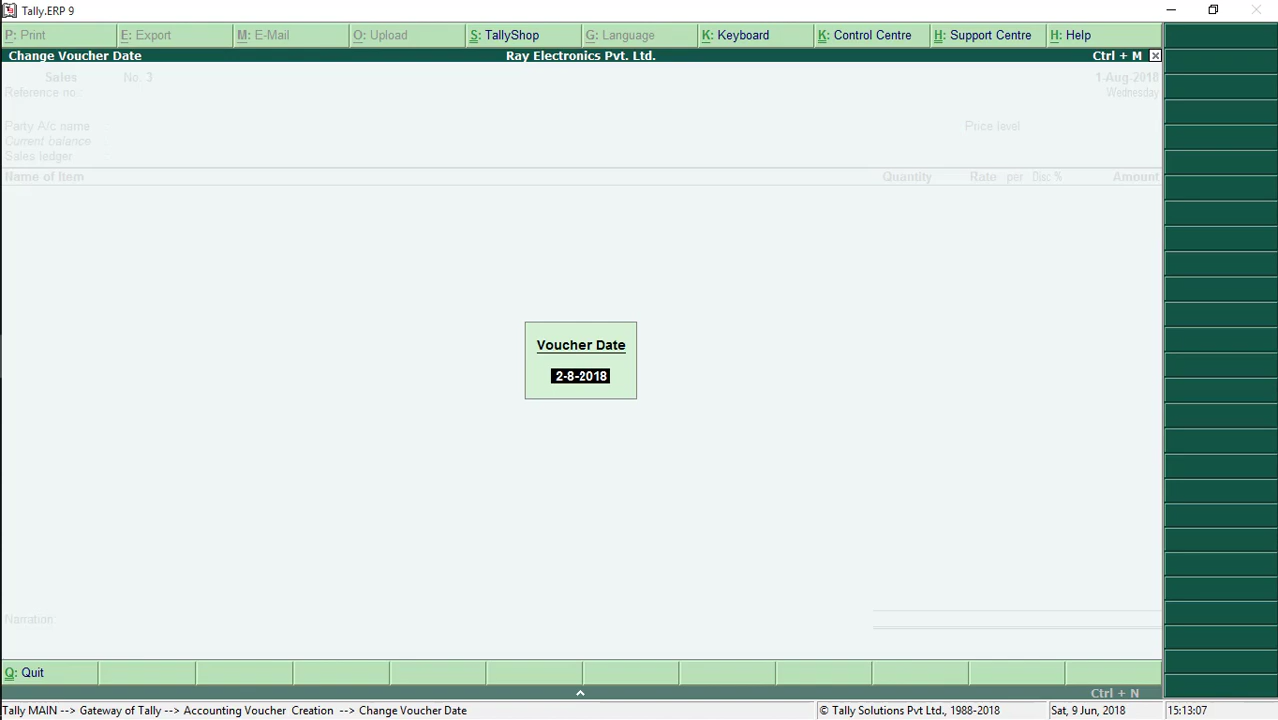 Tally.ERP 9
P: Print E: Export M: E-Mail O: Upload S: TallyShop G: Language K: Keyboard K: Control Centre H: Support Centre H: Help
Change Voucher Date Ray Electronics Pvt. Ltd. Ctrl + M
Sales No. 3 1-Aug-2018
Reference no.: Wednesday
Party A/c name Price level
Current balance
Sales ledger
Name of Item Quantity Rate per Disc % Amount
Voucher Date
2-8-2018
Narration:
Q: Quit
Ctrl + N
Tally MAIN --> Gateway of Tally --> Accounting Voucher Creation --> Change Voucher Date © Tally Solutions Pvt Ltd., 1988-2018 Sat, 9 Jun, 2018 15:13:07